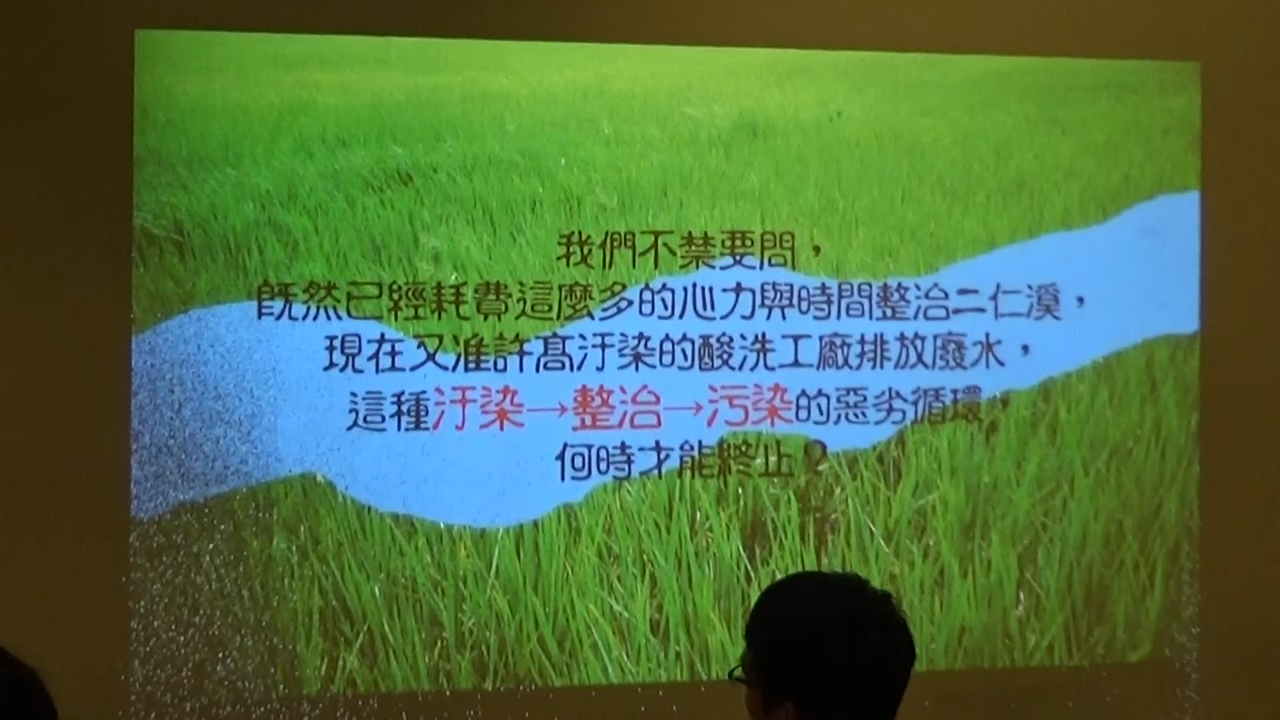 我們不禁要問，
既然已經耗費這麼多的心力與時間整治二仁溪，
現在又准許高汙染的酸洗工廠排放廢水，
這種汙染→整治→污染的惡劣循環，
何時才能終止？